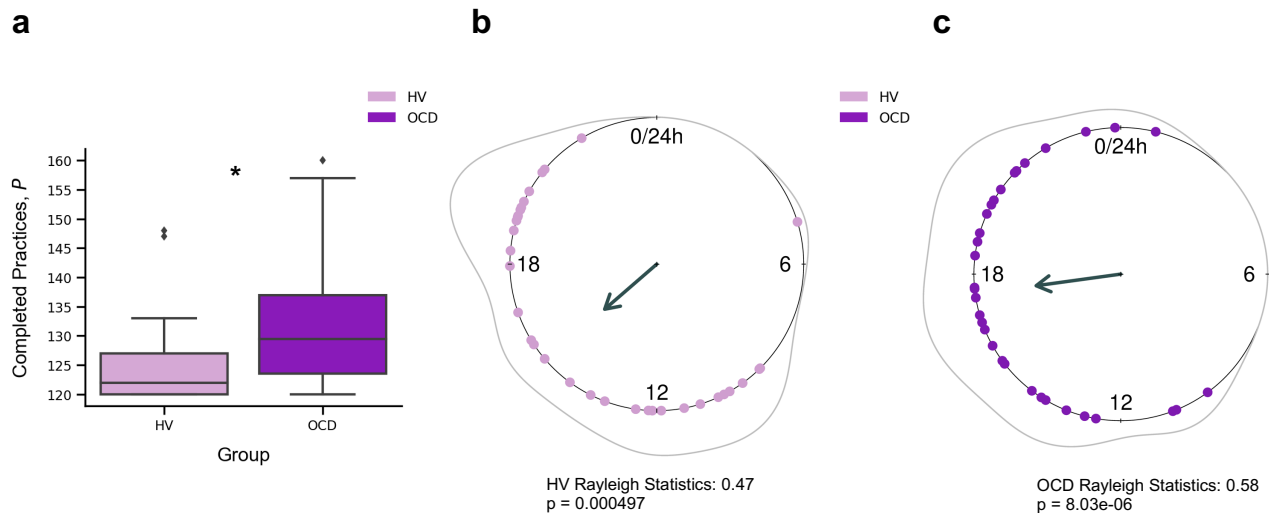 a
Completed Practices, P
160
155
150
145
140
135
130
125
120
*
HV
OCD
Group
b
HV
OCD
0/24h
6
12
18
HV Rayleigh Statistics: 0.47
p = 0.000497
c
HV
OCD
0/24h
6
12
18
OCD Rayleigh Statistics: 0.58
p = 8.03e-06